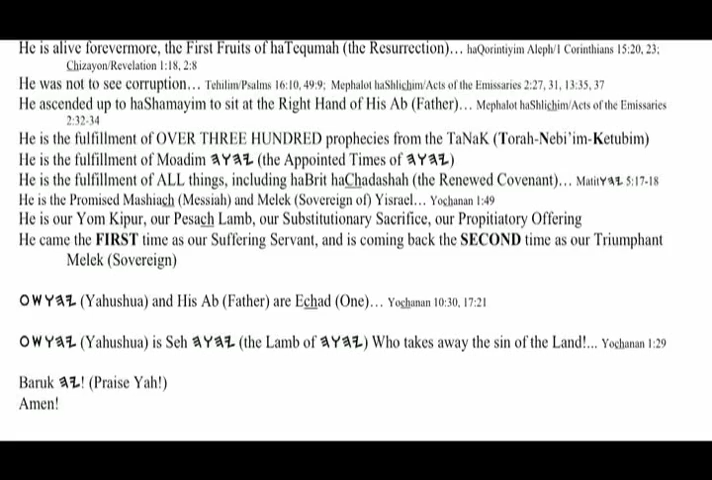 He is alive forevermore, the First Fruits of haTequmah (the Resurrection)… haQorintiyim Aleph/1 Corinthians 15:20, 23;
Chizayon/Revelation 1:18, 2:8
He was not to see corruption… Tehilim/Psalms 16:10, 49:9; Mephalot haShlichim/Acts of the Emissaries 2:27, 31, 13:35, 37
He ascended up to haShamayim to sit at the Right Hand of His Ab (Father)… Mephalot haShlichim/Acts of the Emissaries
2:32-34
He is the fulfillment of OVER THREE HUNDRED prophecies from the TaNaK (Torah-Nebi’im-Ketubim)
He is the fulfillment of Moadim 𐤉𐤄𐤅𐤄 (the Appointed Times of 𐤉𐤄𐤅𐤄)
He is the fulfillment of ALL things, including haBrit haChadashah (the Renewed Covenant)… Matit𐤉𐤄𐤅 5:17-18
He is the Promised Mashiach (Messiah) and Melek (Sovereign of) Yisrael… Yochanan 1:49
He is our Yom Kipur, our Pesach Lamb, our Substitutionary Sacrifice, our Propitiatory Offering
He came the FIRST time as our Suffering Servant, and is coming back the SECOND time as our Triumphant
Melek (Sovereign)
𐤉𐤄𐤅𐤔𐤏 (Yahushua) and His Ab (Father) are Echad (One)… Yochanan 10:30, 17:21
𐤉𐤄𐤅𐤔𐤏 (Yahushua) is Seh 𐤉𐤄𐤅𐤄 (the Lamb of 𐤉𐤄𐤅𐤄) Who takes away the sin of the Land!... Yochanan 1:29
Baruk 𐤉𐤄! (Praise Yah!)
Amen!